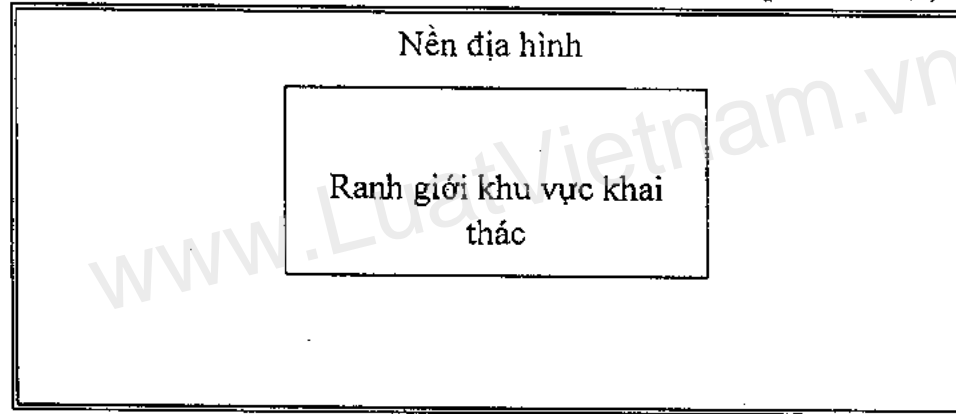 Nền địa hình
Ranh giới khu vực khai
thác
www.LuatVietnam.vn